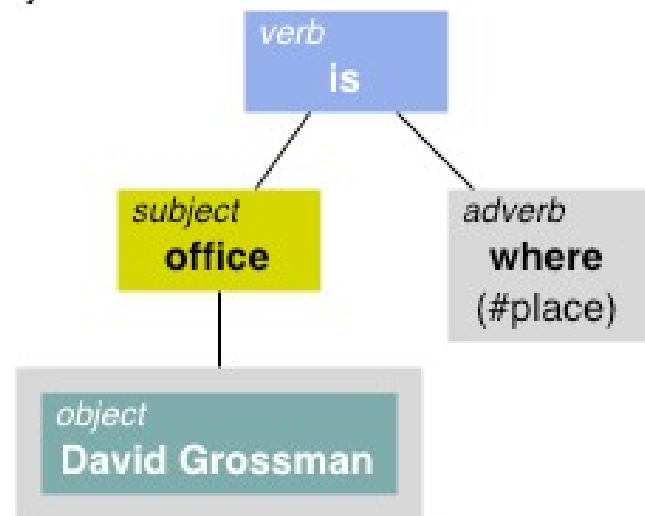 verb
is
subject
office
adverb
where
(#place)
object
David Grossman